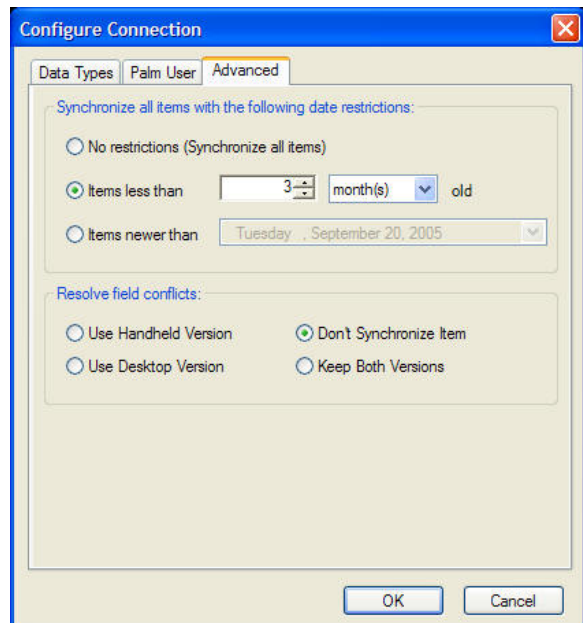 Configure Connection
Data Types Palm User Advanced
Synchronize all items with the following date restrictions:
No restrictions (Synchronize all items)
Items less than 3 month(s) old
Items newer than Tuesday , September 20, 2005
Resolve field conflicts:
Use Handheld Version Don't Synchronize Item
Use Desktop Version Keep Both Versions
OK Cancel